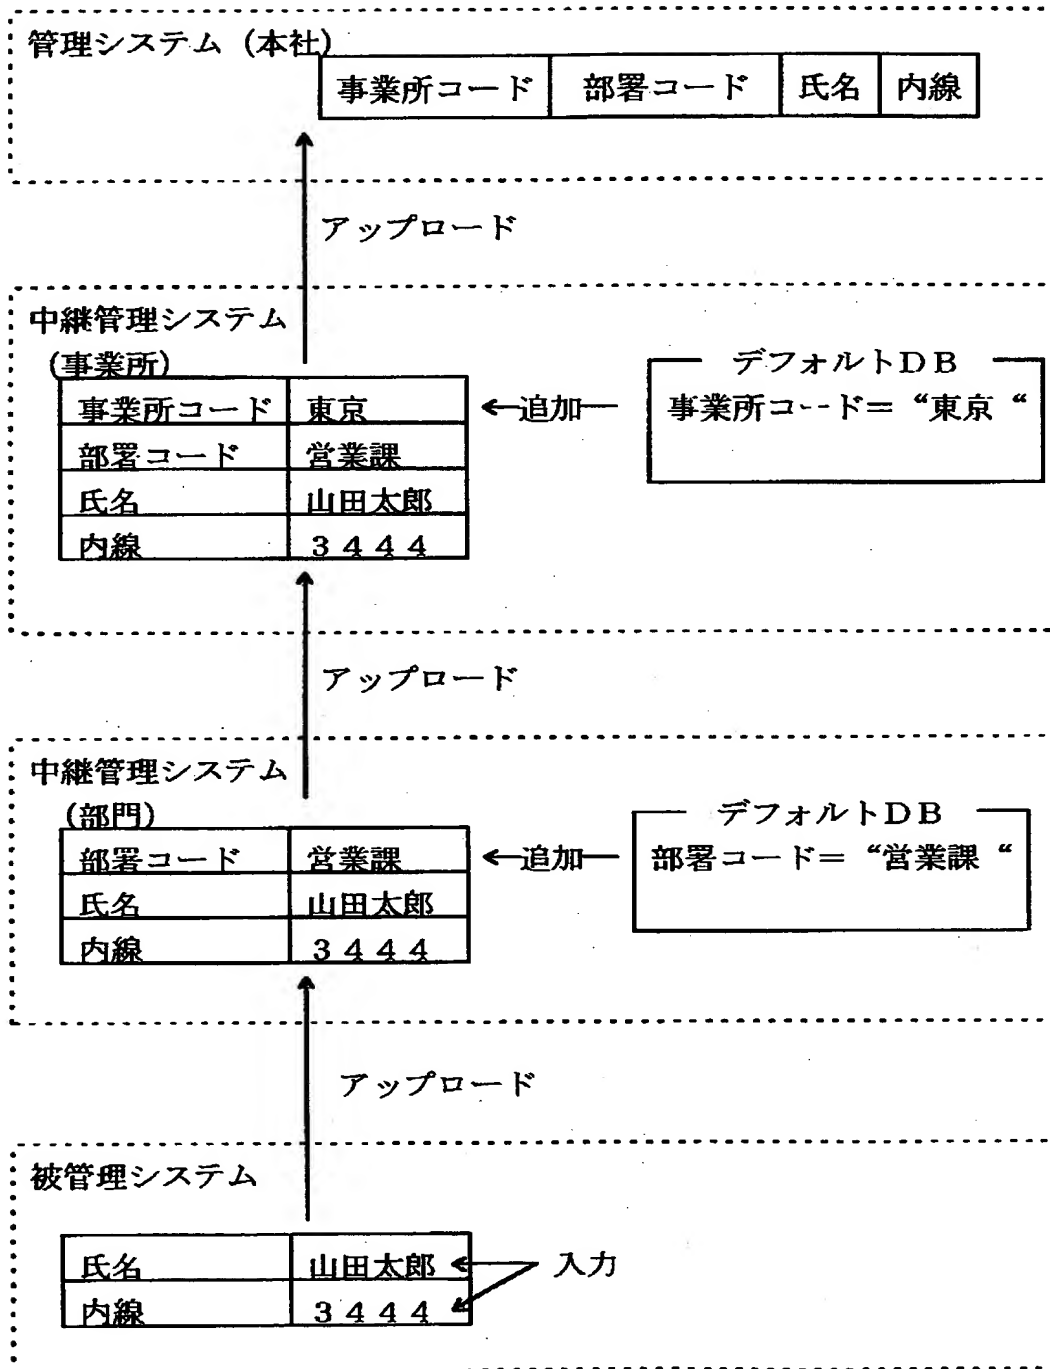 管理システム（本社）
事業所コード 部署コード 氏名 内線
アップロード
中継管理システム
（事業所）
デフォルトＤＢ
事業所コード 東京
追加
事業所コード＝“東京“
部署コード 営業課
氏名 山田太郎
内線 ３４４４
アップロード
中継管理システム
（部門）
デフォルトＤＢ
部署コード 営業課
追加
部署コード＝“営業課“
氏名 山田太郎
内線 ３４４４
アップロード
被管理システム
氏名 山田太郎
入力
内線 ３４４４